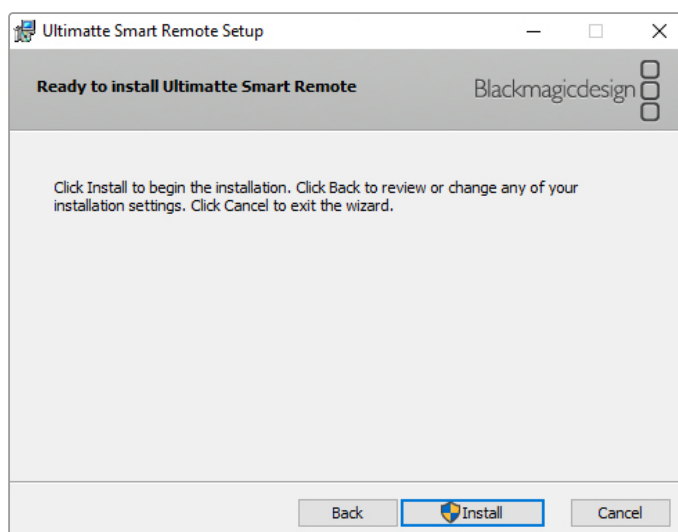 Ultimatte Smart Remote Setup
Ready to install Ultimatte Smart Remote
Blackmagicdesign
Click Install to begin the installation. Click Back to review or change any of your
installation settings. Click Cancel to exit the wizard.
Back
Install
Cancel